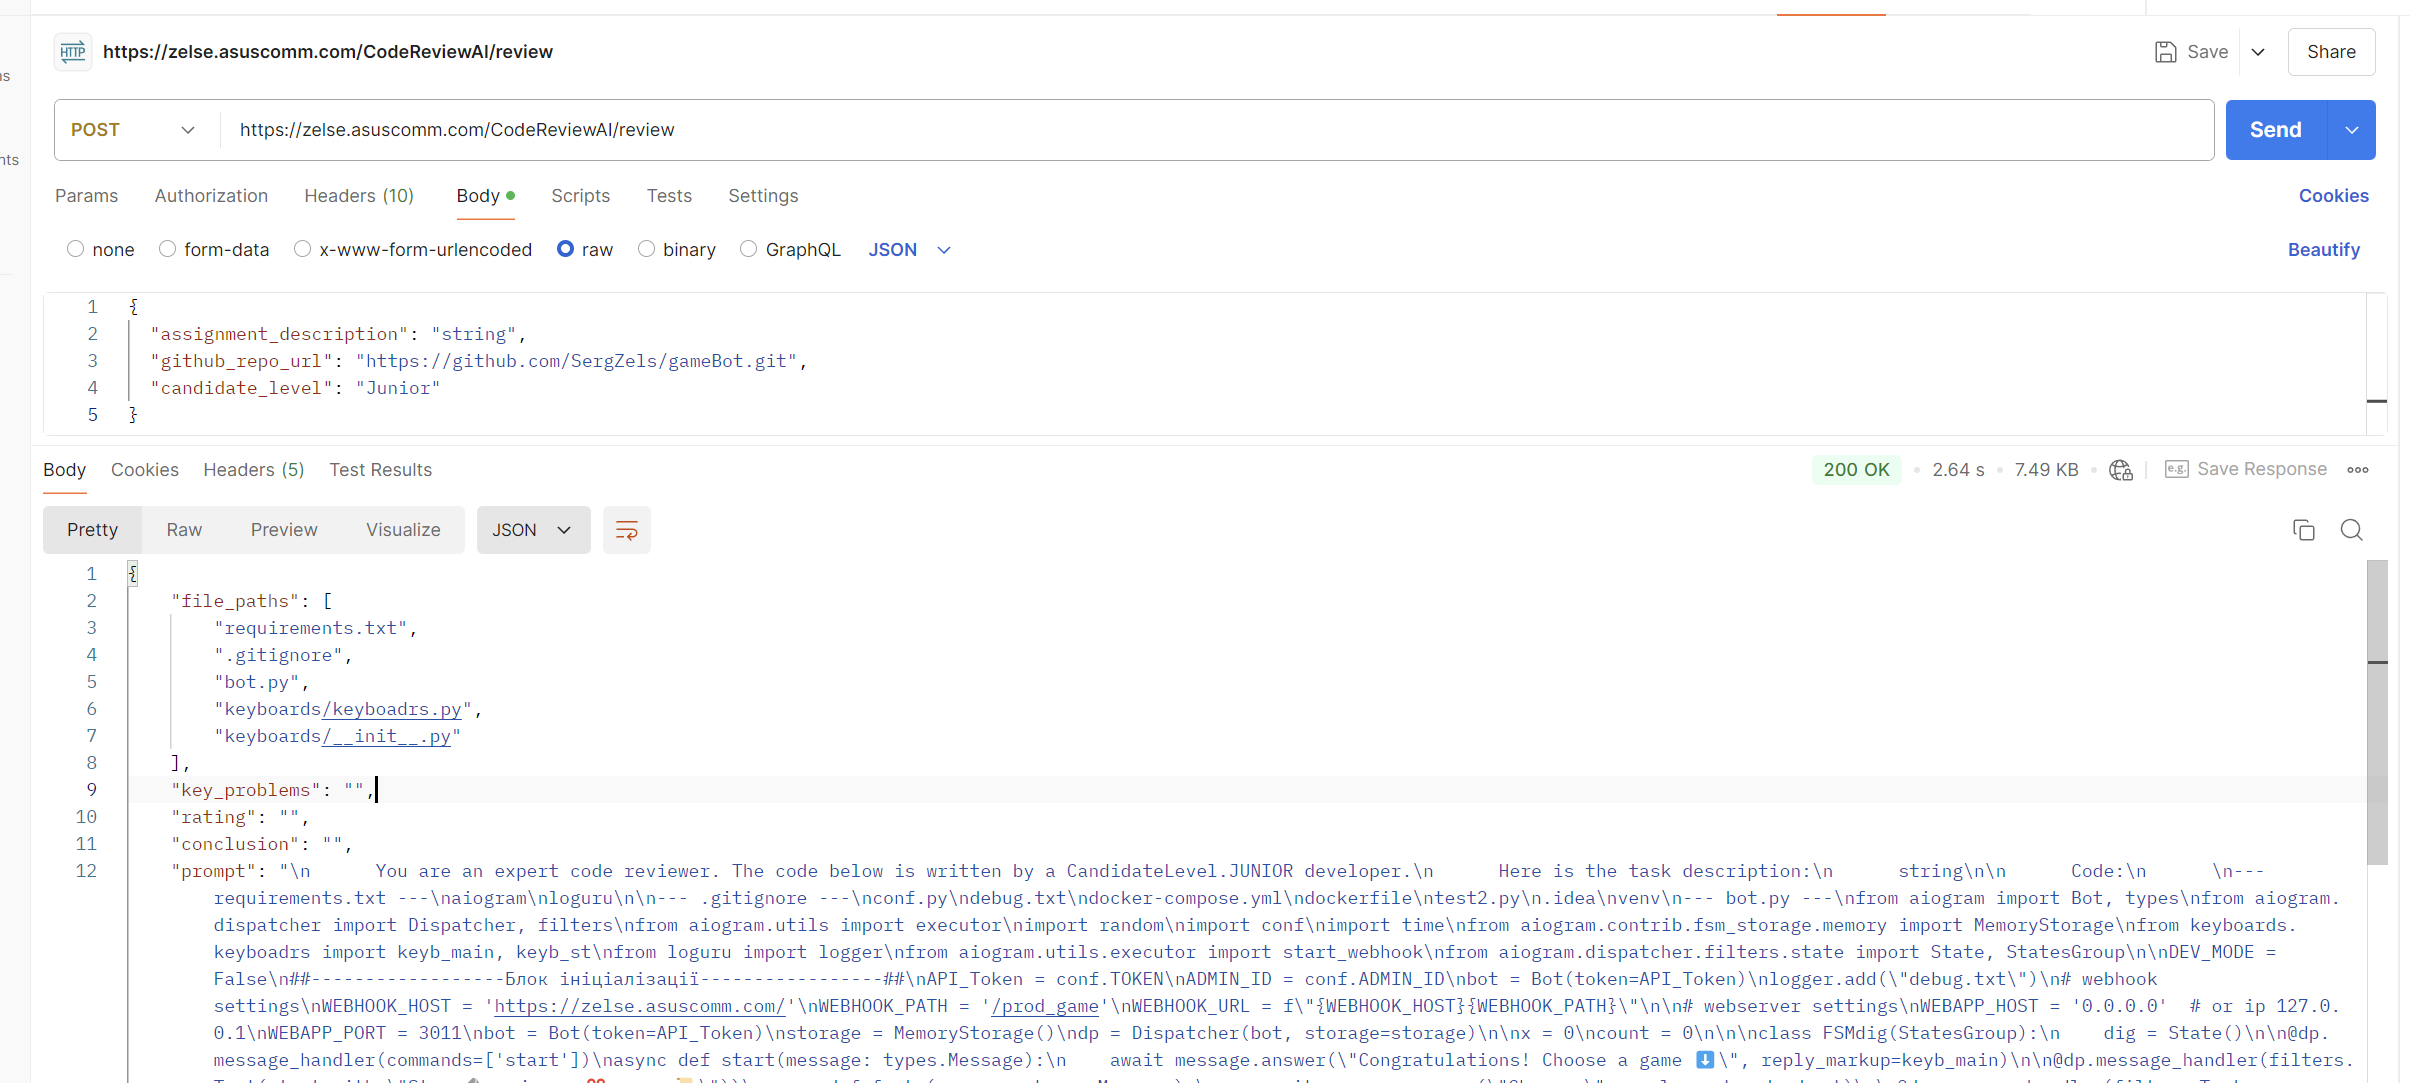 HTTP https://zelse.asuscomm.com/CodeReviewAI/review
Save
Share
POST
https://zelse.asuscomm.com/CodeReviewAI/review
Send
Params Authorization Headers (10) Body Scripts Tests Settings Cookies
none form-data x-www-form-urlencoded raw binary GraphQL JSON Beautify
1 {
2 "assignment_description": "string",
3 "github_repo_url": "https://github.com/SergZels/gameBot.git",
4 "candidate_level": "Junior"
5 }
Body Cookies Headers (5) Test Results 200 OK 2.64 s 7.49 KB e.g. Save Response
Pretty Raw Preview Visualize JSON
1 {
2 "file_paths": [
3 "requirements.txt",
4 ".gitignore",
5 "bot.py",
6 "keyboards/keyboadrs.py",
7 "keyboards/__init__.py"
8 ],
9 "key_problems": "",
10 "rating": "",
11 "conclusion": "",
12 "prompt": "\n You are an expert code reviewer. The code below is written by a CandidateLevel.JUNIOR developer.\n Here is the task description:\n string\n\n Code:\n \n---
requirements.txt ---\naiogram\nloguru\n\n--- .gitignore ---\nconf.py\ndebug.txt\ndocker-compose.yml\ndockerfile\ntest2.py\n.idea\nvenv\n--- bot.py ---\nfrom aiogram import Bot, types\nfrom aiogram.
dispatcher import Dispatcher, filters\nfrom aiogram.utils import executor\nimport random\nimport conf\nimport time\nfrom aiogram.contrib.fsm_storage.memory import MemoryStorage\nfrom keyboards.
keyboadrs import keyb_main, keyb_st\nfrom loguru import logger\nfrom aiogram.utils.executor import start_webhook\nfrom aiogram.dispatcher.filters.state import State, StatesGroup\n\nDEV_MODE =
False\n##------------------Блок ініціалізації-----------------##\nAPI_Token = conf.TOKEN\nADMIN_ID = conf.ADMIN_ID\nbot = Bot(token=API_Token)\nlogger.add(\"debug.txt\")\n# webhook
settings\nWEBHOOK_HOST = 'https://zelse.asuscomm.com/'\nWEBHOOK_PATH = '/prod_game'\nWEBHOOK_URL = f\"{WEBHOOK_HOST}{WEBHOOK_PATH}\"\n\n# webserver settings\nWEBAPP_HOST = '0.0.0.0' # or ip 127.0.
0.1\nWEBAPP_PORT = 3011\nbot = Bot(token=API_Token)\nstorage = MemoryStorage()\ndp = Dispatcher(bot, storage=storage)\n\nx = 0\ncount = 0\n\n\nclass FSMdig(StatesGroup):\n dig = State()\n\n@dp.
message_handler(commands=['start'])\nasync def start(message: types.Message):\n await message.answer(\"Congratulations! Choose a game ⬇️\", reply_markup=keyb_main)\n\n@dp.message_handler(filters.